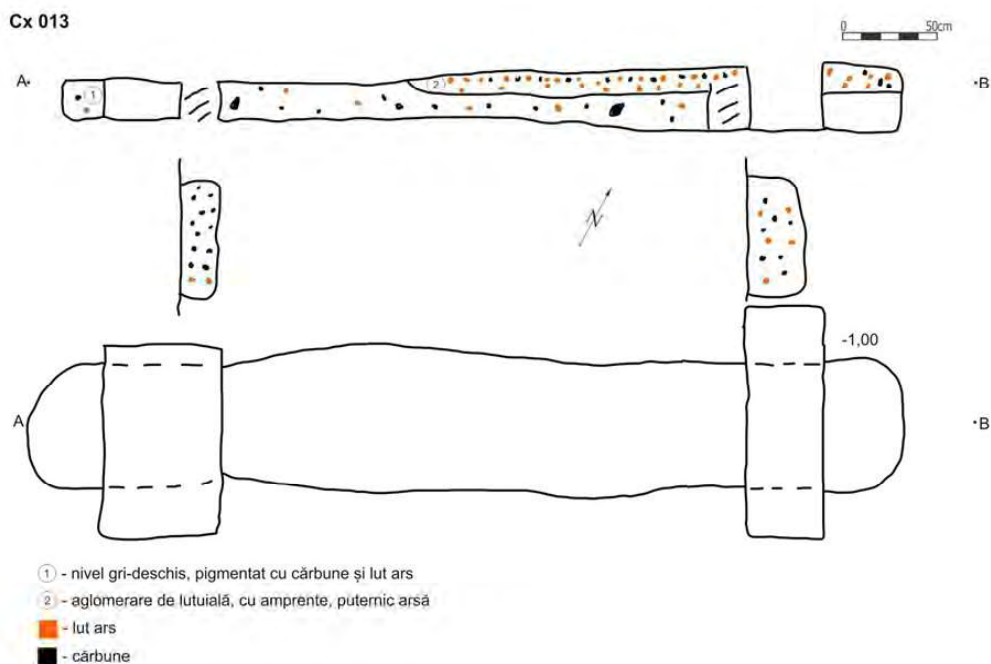 Cx 013
0 50cm
A
1
2
B
N
-1,00
A
B
1 - nivel gri-deschis, pigmentat cu cărbune și lut ars
2 - aglomerare de lutuială, cu amprente, puternic arsă
- lut ars
- cărbune